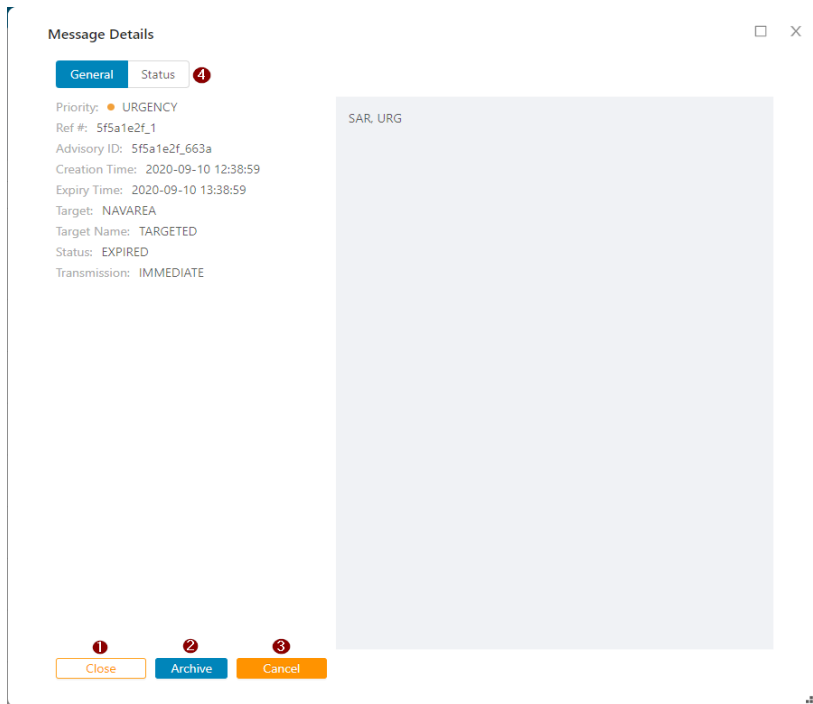 Message Details
General Status 4
Priority: URGENCY
SAR, URG
Ref #: 5f5a1e2f_1
Advisory ID: 5f5a1e2f_663a
Creation Time: 2020-09-10 12:38:59
Expiry Time: 2020-09-10 13:38:59
Target: NAVAREA
Target Name: TARGETED
Status: EXPIRED
Transmission: IMMEDIATE
1 2 3
Close Archive Cancel